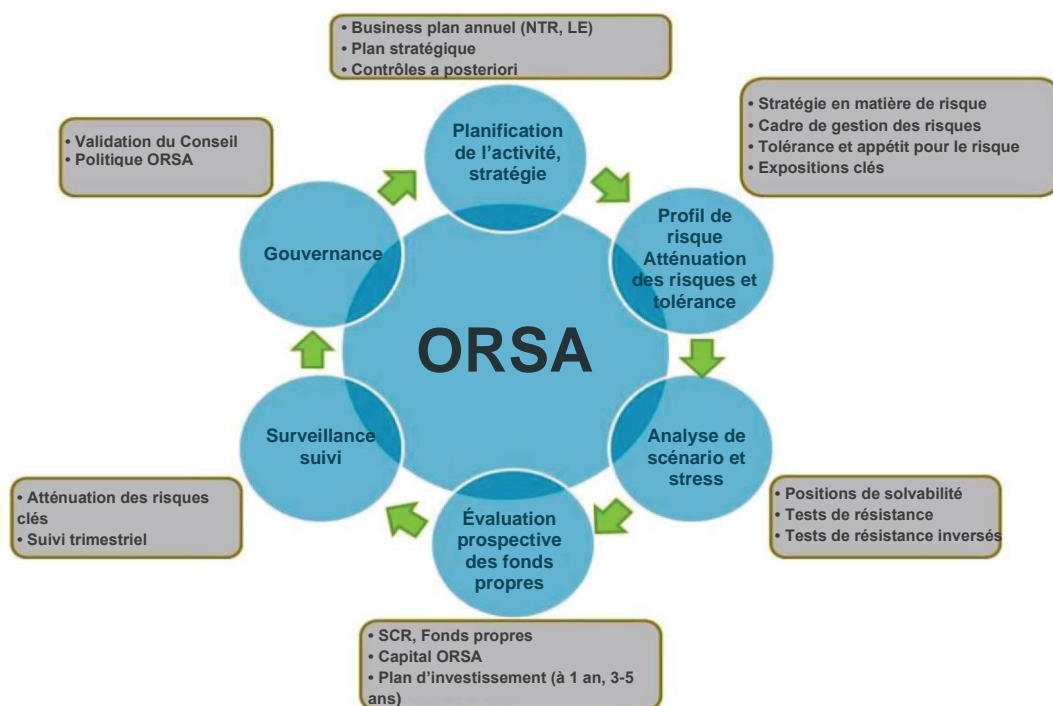 • Business plan annuel (NTR, LE)
• Plan stratégique
• Contrôles a posteriori
Planification
de l’activité,
stratégie
• Stratégie en matière de risque
• Cadre de gestion des risques
• Tolérance et appétit pour le risque
• Expositions clés
Profil de
risque
Atténuation
des risques et
tolérance
Analyse de
scénario et
stress
• Positions de solvabilité
• Tests de résistance
• Tests de résistance inversés
Évaluation
prospective
des fonds
propres
• SCR, Fonds propres
• Capital ORSA
• Plan d’investissement (à 1 an, 3-5
ans)
Surveillance
suivi
• Atténuation des risques
clés
• Suivi trimestriel
Gouvernance
• Validation du Conseil
• Politique ORSA
ORSA